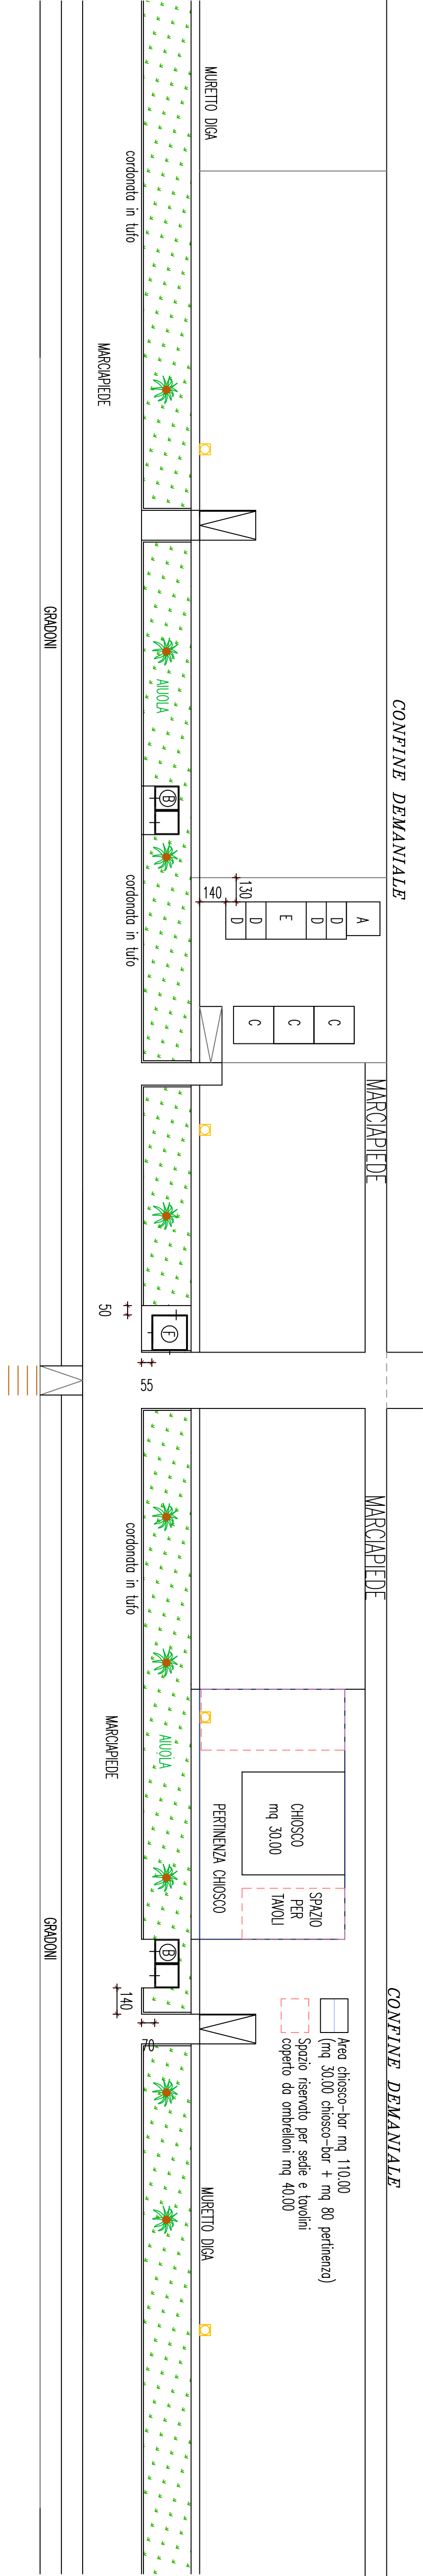 MURETTO DIGA
cordonata in tufo
MARCIAPIEDE
GRADONI
CONFINE DEMANIALE
AIUOLA
B
cordonata in tufo
130
140
A
D
D
E
D
D
C
C
C
MARCIAPIEDE
50
F
55
MARCIAPIEDE
cordonata in tufo
MARCIAPIEDE
AIUOLA
CHIOSCO
mq 30.00
PERTINENZA CHIOSCO
SPAZIO
PER
TAVOLI
GRADONI
B
140
70
CONFINE DEMANIALE
Area chiosco-bar mq 110.00
(mq 30.00 chiosco-bar + mq 80 pertinenza)
Spazio riservato per sedie e tavolini
coperto da ombrelloni mq 40.00
MURETTO DIGA